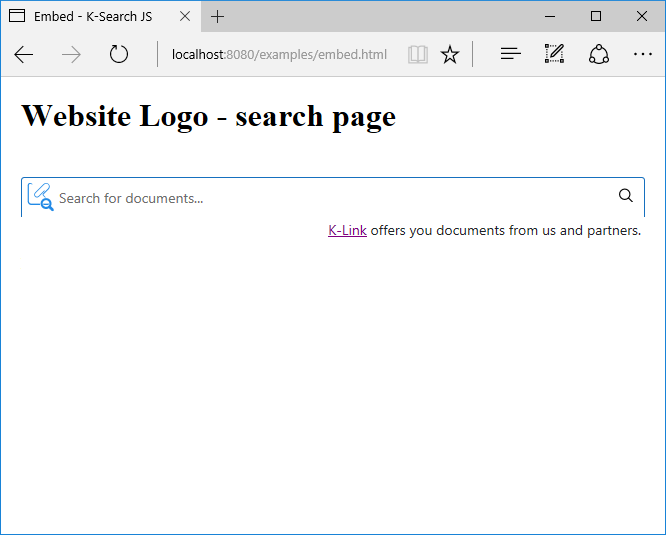 Embed - K-Search JS
localhost:8080/examples/embed.html
Website Logo - search page
Search for documents...
K-Link offers you documents from us and partners.